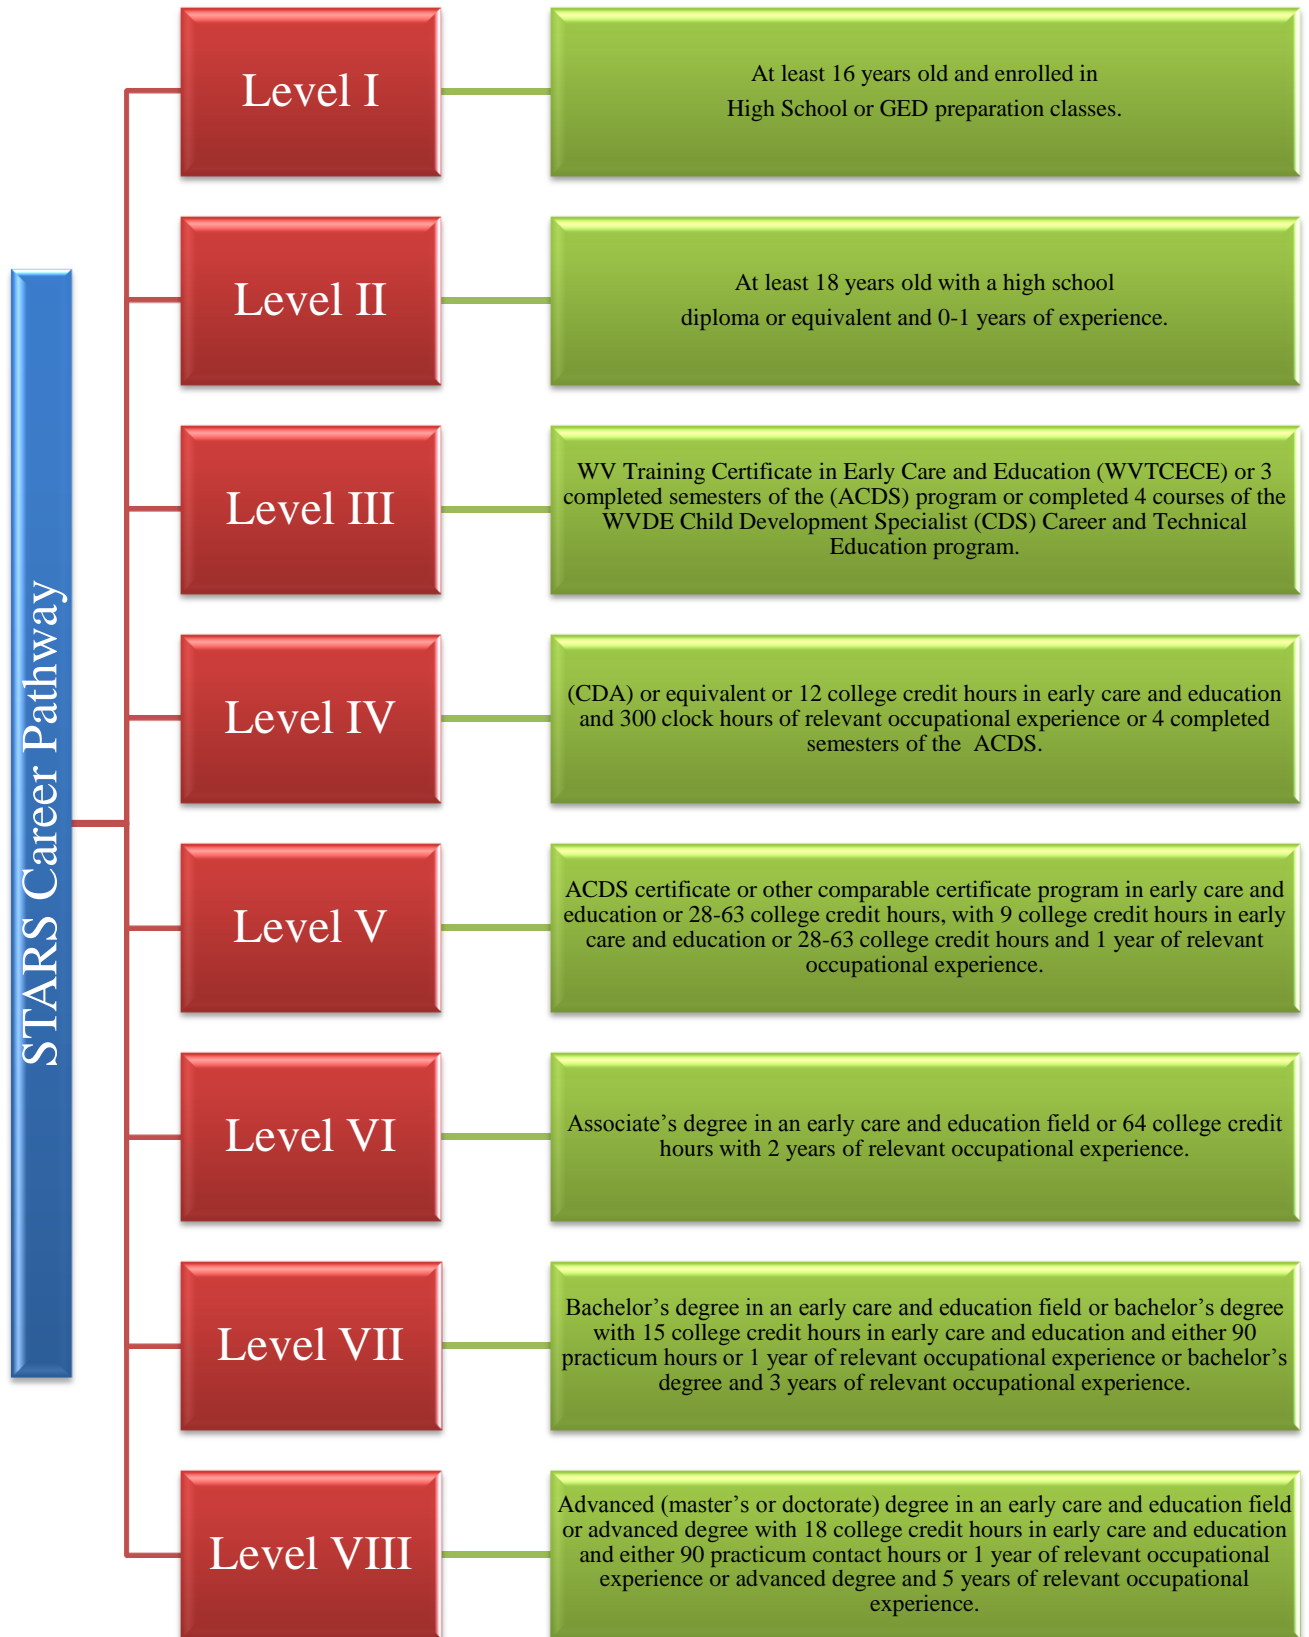 STARS Career Pathway
Level I
At least 16 years old and enrolled in
High School or GED preparation classes.
Level II
At least 18 years old with a high school
diploma or equivalent and 0-1 years of experience.
Level III
WV Training Certificate in Early Care and Education (WVTCECE) or 3
completed semesters of the (ACDS) program or completed 4 courses of the
WVDE Child Development Specialist (CDS) Career and Technical
Education program.
Level IV
(CDA) or equivalent or 12 college credit hours in early care and education
and 300 clock hours of relevant occupational experience or 4 completed
semesters of the ACDS.
Level V
ACDS certificate or other comparable certificate program in early care and
education or 28-63 college credit hours, with 9 college credit hours in early
care and education or 28-63 college credit hours and 1 year of relevant
occupational experience.
Level VI
Associate’s degree in an early care and education field or 64 college credit
hours with 2 years of relevant occupational experience.
Level VII
Bachelor’s degree in an early care and education field or bachelor’s degree
with 15 college credit hours in early care and education and either 90
practicum hours or 1 year of relevant occupational experience or bachelor’s
degree and 3 years of relevant occupational experience.
Level VIII
Advanced (master’s or doctorate) degree in an early care and education field
or advanced degree with 18 college credit hours in early care and education
and either 90 practicum contact hours or 1 year of relevant occupational
experience or advanced degree and 5 years of relevant occupational
experience.